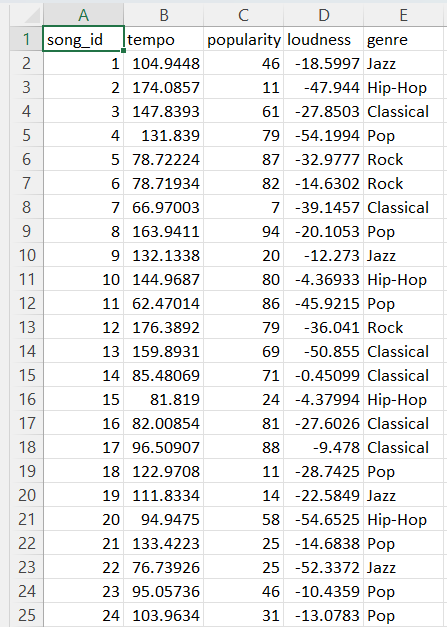 A B C D E
1 song_id tempo popularity loudness genre
2 1 104.9448 46 -18.5997 Jazz
3 2 174.0857 11 -47.944 Hip-Hop
4 3 147.8393 61 -27.8503 Classical
5 4 131.839 79 -54.1994 Pop
6 5 78.72224 87 -32.9777 Rock
7 6 78.71934 82 -14.6302 Rock
8 7 66.97003 7 -39.1457 Classical
9 8 163.9411 94 -20.1053 Pop
10 9 132.1338 20 -12.273 Jazz
11 10 144.9687 80 -4.36933 Hip-Hop
12 11 62.47014 86 -45.9215 Pop
13 12 176.3892 79 -36.041 Rock
14 13 159.8931 69 -50.855 Classical
15 14 85.48069 71 -0.45099 Classical
16 15 81.819 24 -4.37994 Hip-Hop
17 16 82.00854 81 -27.6026 Classical
18 17 96.50907 88 -9.478 Classical
19 18 122.9708 11 -28.7425 Pop
20 19 111.8334 14 -22.5849 Jazz
21 20 94.9475 58 -54.6525 Hip-Hop
22 21 133.4223 25 -14.6838 Pop
23 22 76.73926 25 -52.3372 Jazz
24 23 95.05736 46 -10.4359 Pop
25 24 103.9634 31 -13.0783 Pop